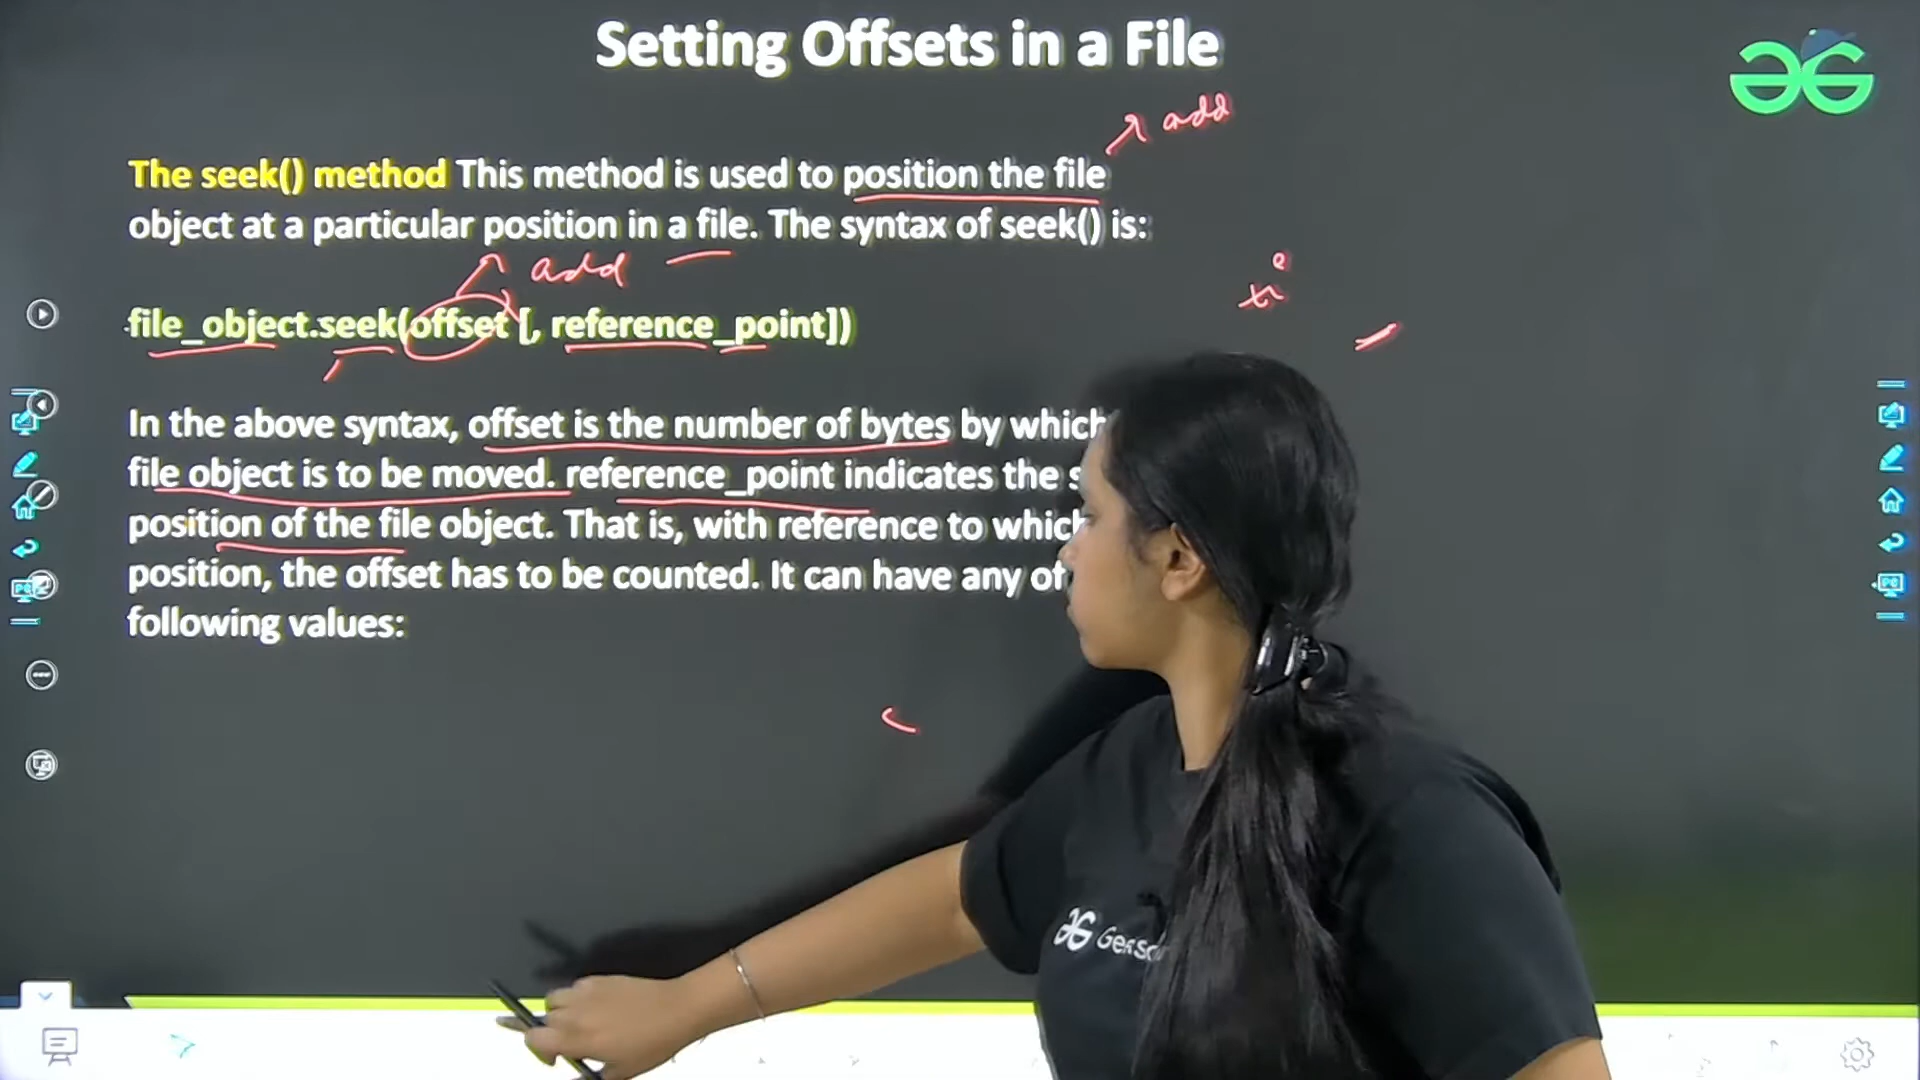 Setting Offsets in a File
add
The seek() method This method is used to position the file
object at a particular position in a file. The syntax of seek() is:
add
file_object.seek(offset [, reference_point])
In the above syntax, offset is the number of bytes by which
file object is to be moved. reference_point indicates the
position of the file object. That is, with reference to which
position, the offset has to be counted. It can have any of
following values: